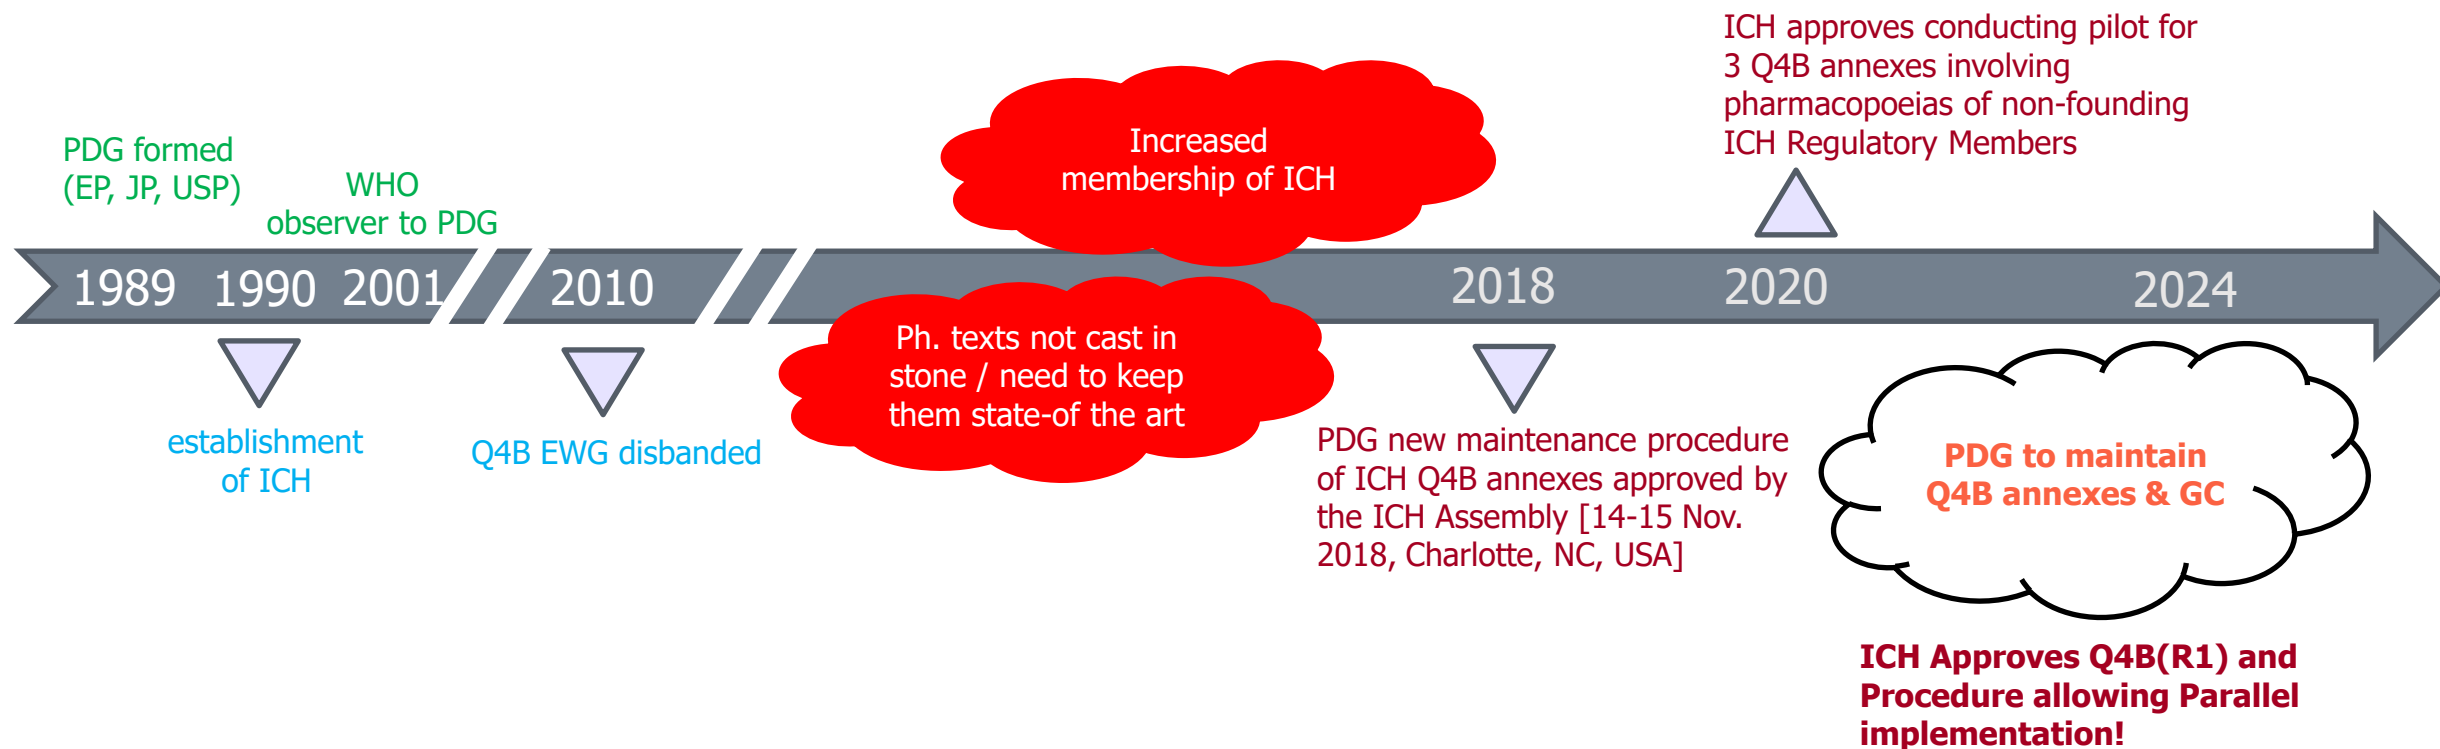 PDG formed
(EP, JP, USP)
WHO
observer to PDG
Increased
membership of ICH
ICH approves conducting pilot for
3 Q4B annexes involving
pharmacopoeias of non-founding
ICH Regulatory Members
1989 1990 2001 2010 2018 2020 2024
establishment
of ICH
Q4B EWG disbanded
Ph. texts not cast in
stone / need to keep
them state-of the art
PDG new maintenance procedure
of ICH Q4B annexes approved by
the ICH Assembly [14-15 Nov.
2018, Charlotte, NC, USA]
PDG to maintain
Q4B annexes & GC
ICH Approves Q4B(R1) and
Procedure allowing Parallel
implementation!